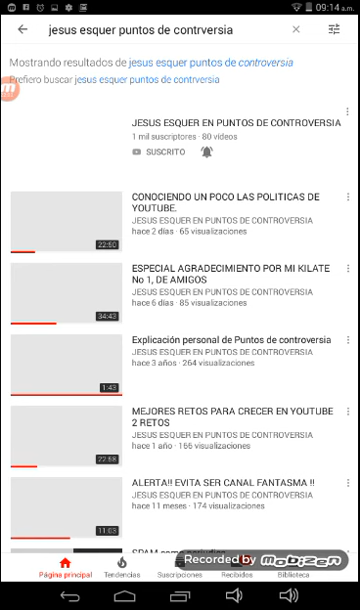 09:14 a.m.
jesus esquer puntos de contrversia
Mostrando resultados de jesus esquer puntos de controversia
Prefiero buscar jesus esquer puntos de contrversia
JESUS ESQUER EN PUNTOS DE CONTROVERSIA
1 mil suscriptores · 80 videos
SUSCRITO
CONOCIENDO UN POCO LAS POLITICAS DE
YOUTUBE.
JESUS ESQUER EN PUNTOS DE CONTROVERSIA
hace 2 días · 65 visualizaciones
22:50
ESPECIAL AGRADECIMIENTO POR MI KILATE
No 1, DE AMIGOS
JESUS ESQUER EN PUNTOS DE CONTROVERSIA
hace 6 días · 85 visualizaciones
34:43
Explicación personal de Puntos de controversia
JESUS ESQUER EN PUNTOS DE CONTROVERSIA
hace 3 años · 264 visualizaciones
1:43
MEJORES RETOS PARA CRECER EN YOUTUBE
2 RETOS
JESUS ESQUER EN PUNTOS DE CONTROVERSIA
hace 1 año · 166 visualizaciones
22:58
ALERTA!! EVITA SER CANAL FANTASMA !!
JESUS ESQUER EN PUNTOS DE CONTROVERSIA
hace 11 meses · 174 visualizaciones
11:03
SPAM como
Recorded by Mobizen
Página principal
Tendencias
Suscripciones
Recibidos
Biblioteca